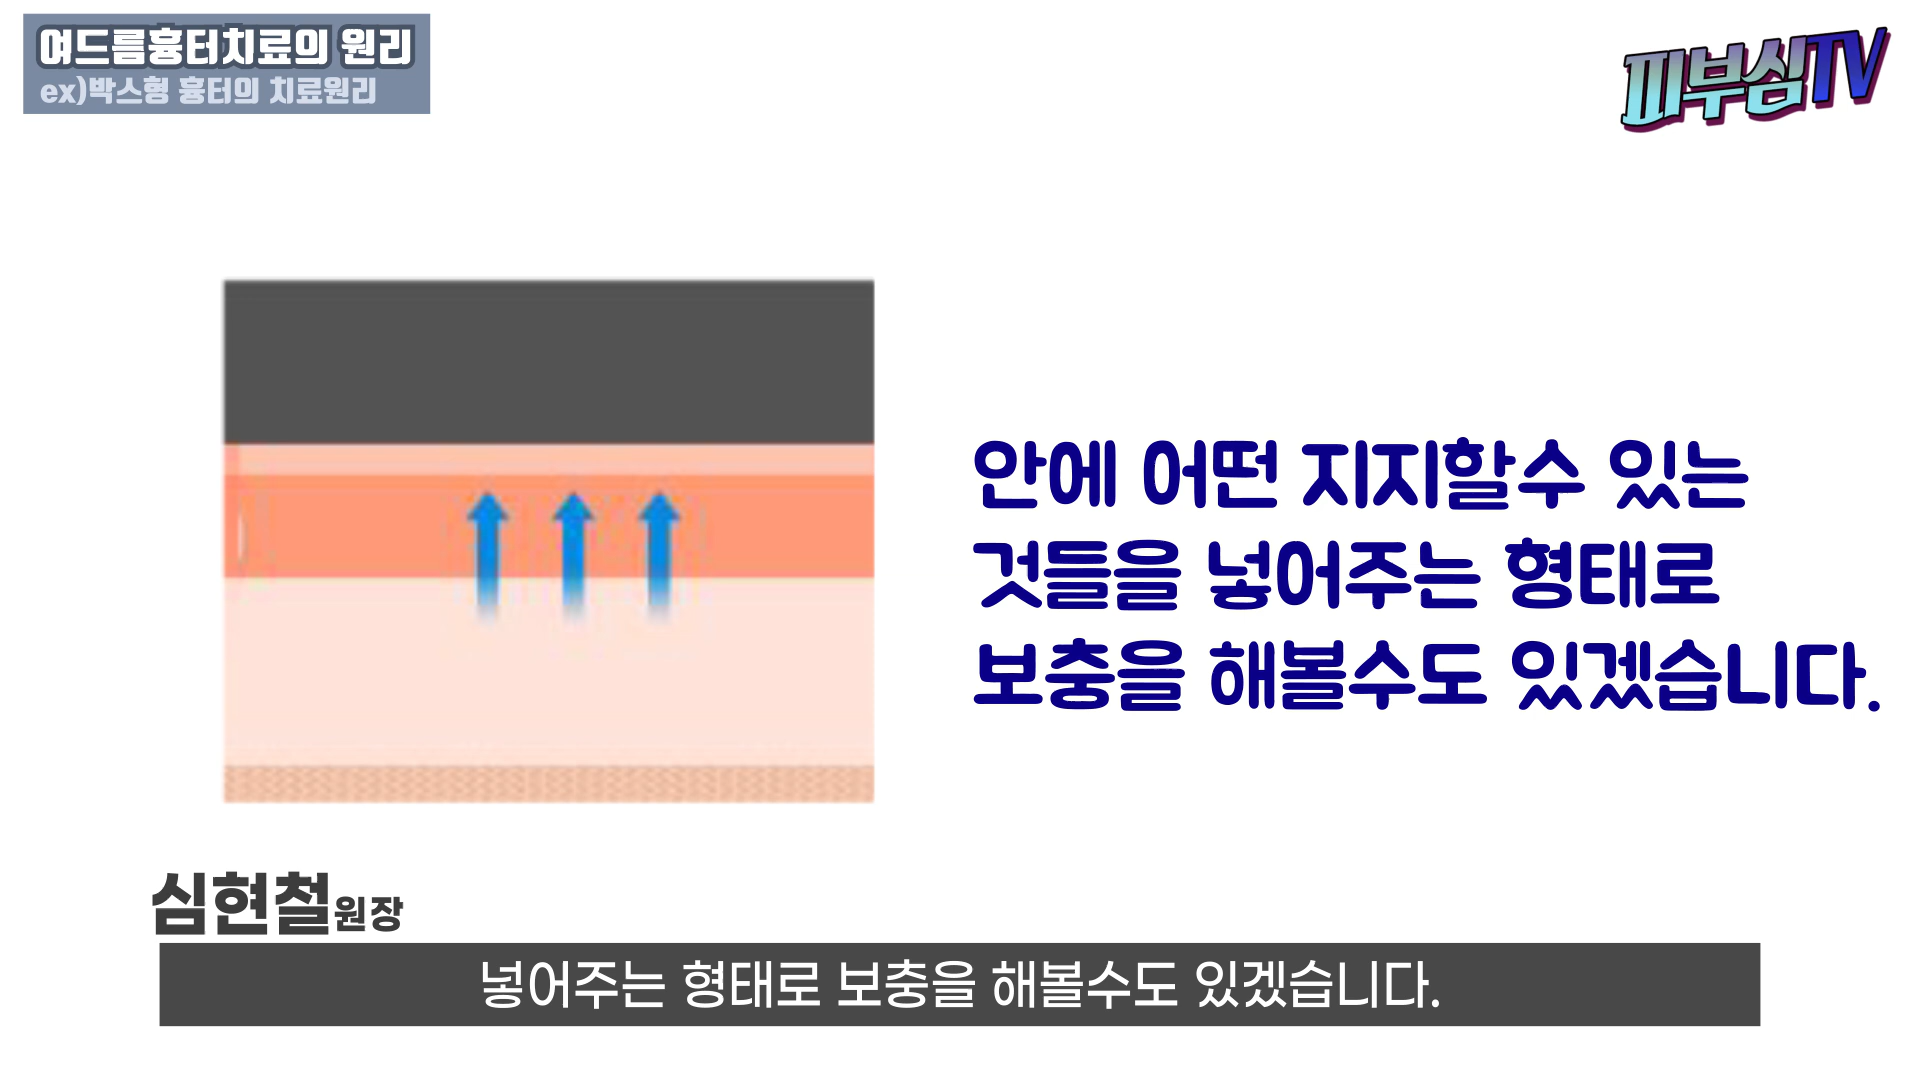 여드름흉터치료의 원리
ex)박스형 흉터의 치료원리
피부심TV
안에 어떤 지지할수 있는
것들을 넣어주는 형태로
보충을 해볼수도 있겠습니다.
심현철원장
넣어주는 형태로 보충을 해볼수도 있겠습니다.